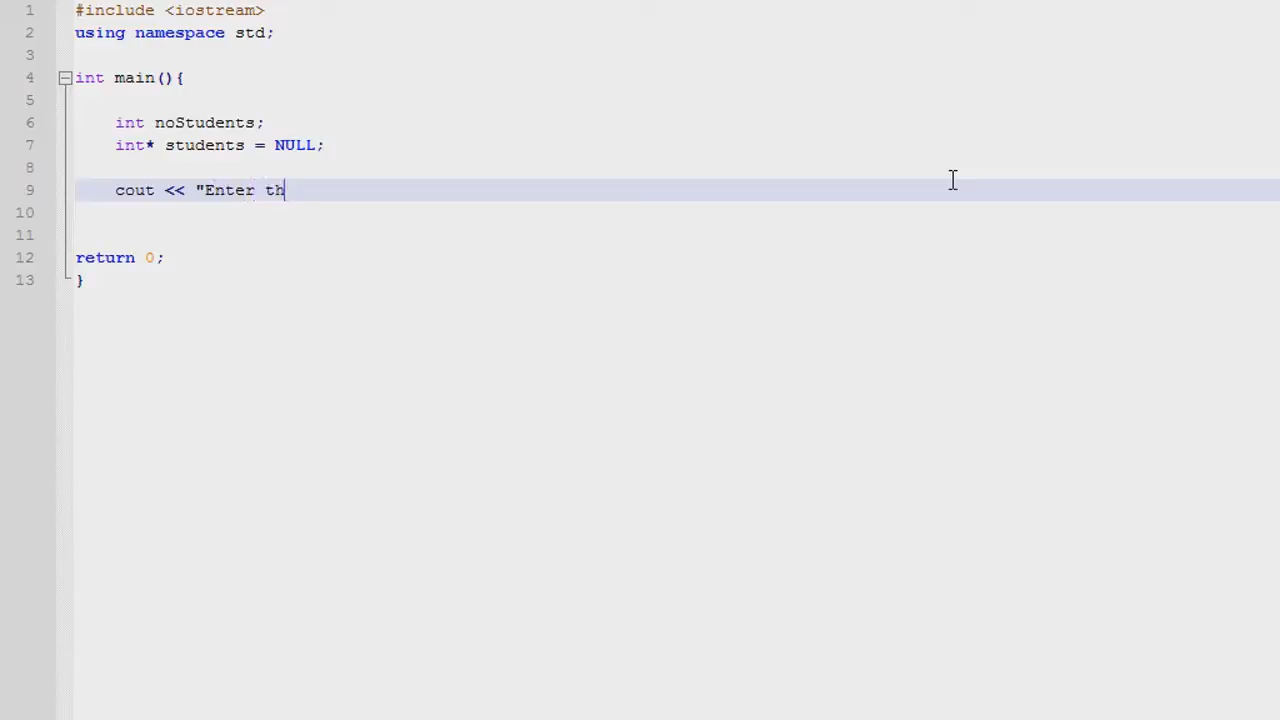 1 #include <iostream>
2 using namespace std;
3
4 int main(){
5
6 int noStudents;
7 int* students = NULL;
8
9 cout << "Enter th
10
11
12 return 0;
13 }